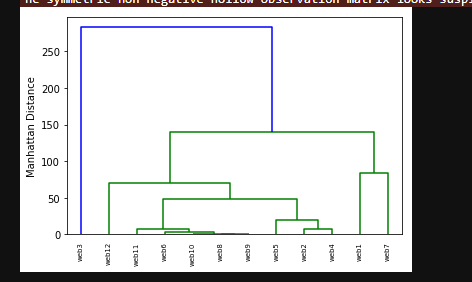 he symmetric non-negative hollow observation matrix looks susp
Manhattan Distance
250
200
150
100
50
0
web3 web12 web11 web6 web10 web8 web9 web5 web2 web4 web1 web7